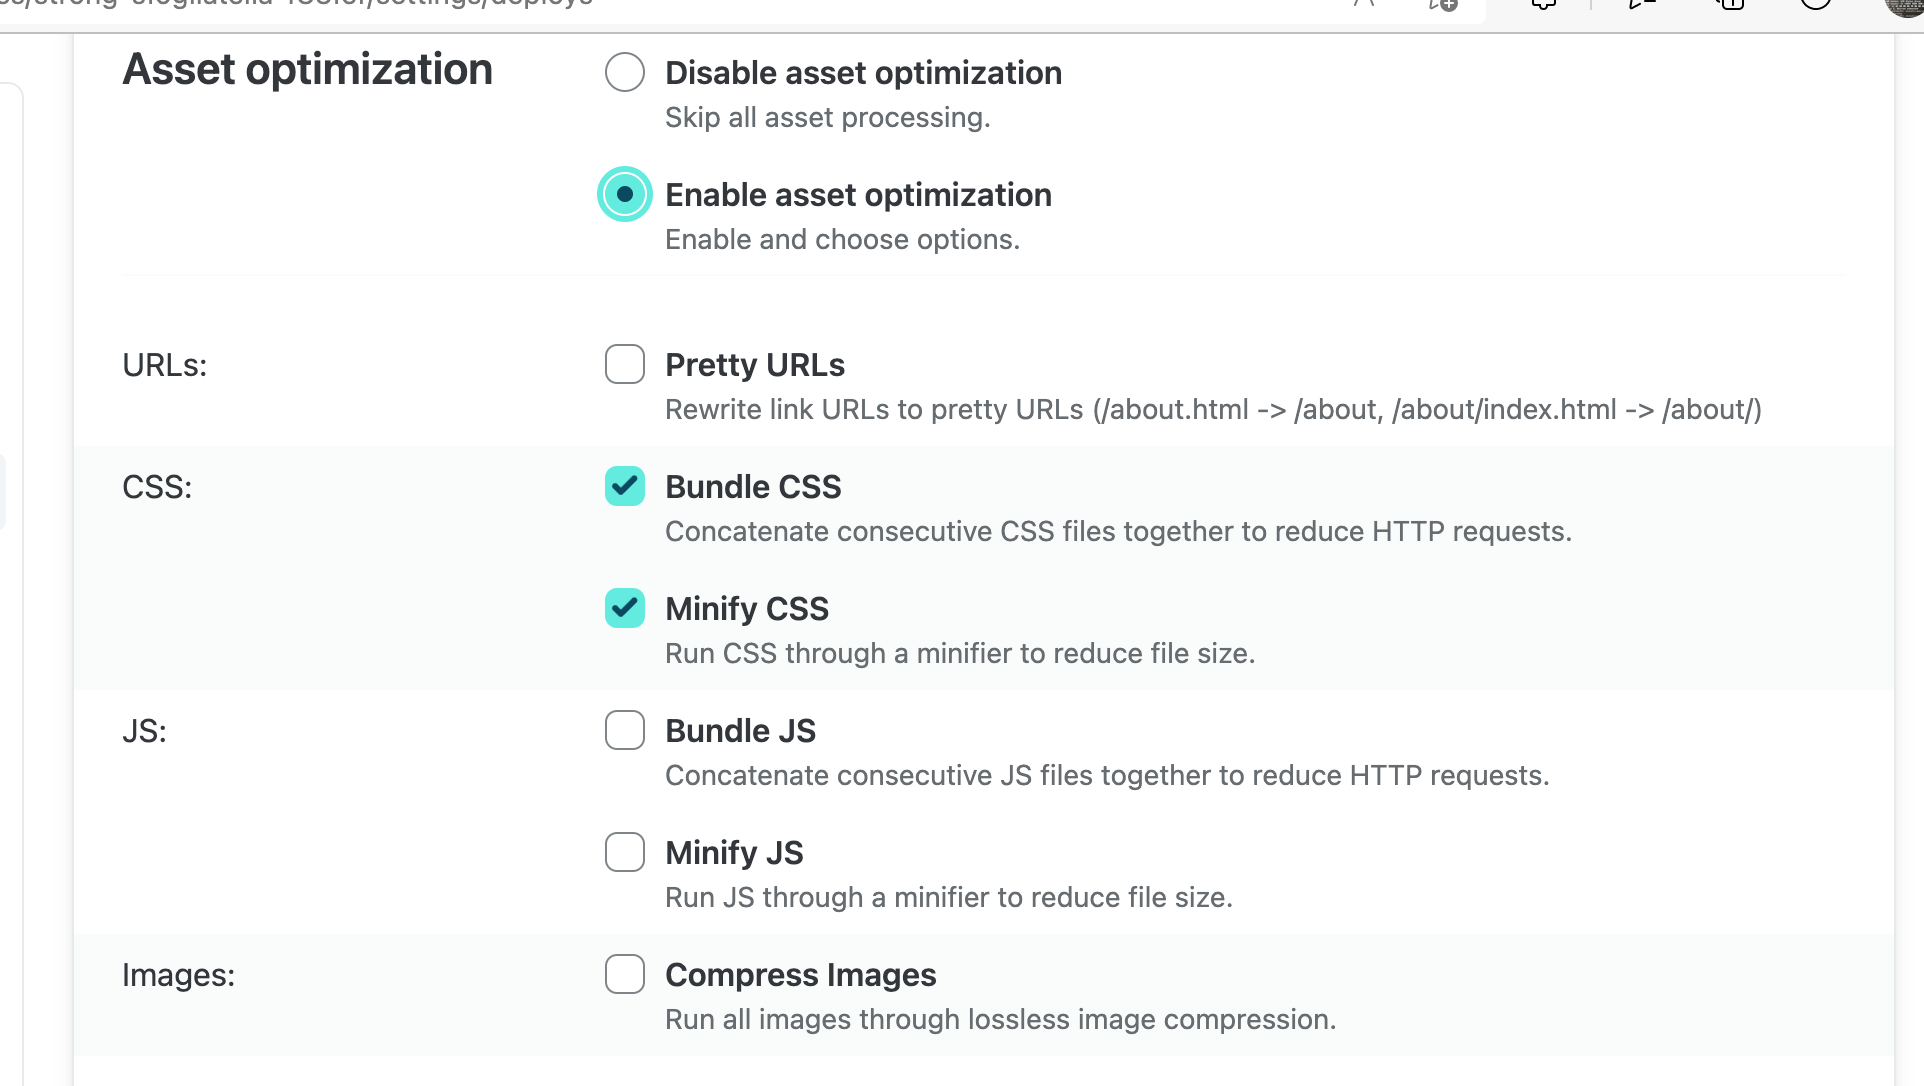 Asset optimization
Disable asset optimization
Skip all asset processing.
Enable asset optimization
Enable and choose options.
URLs:
Pretty URLs
Rewrite link URLs to pretty URLs (/about.html -> /about, /about/index.html -> /about/)
CSS:
Bundle CSS
Concatenate consecutive CSS files together to reduce HTTP requests.
Minify CSS
Run CSS through a minifier to reduce file size.
JS:
Bundle JS
Concatenate consecutive JS files together to reduce HTTP requests.
Minify JS
Run JS through a minifier to reduce file size.
Images:
Compress Images
Run all images through lossless image compression.